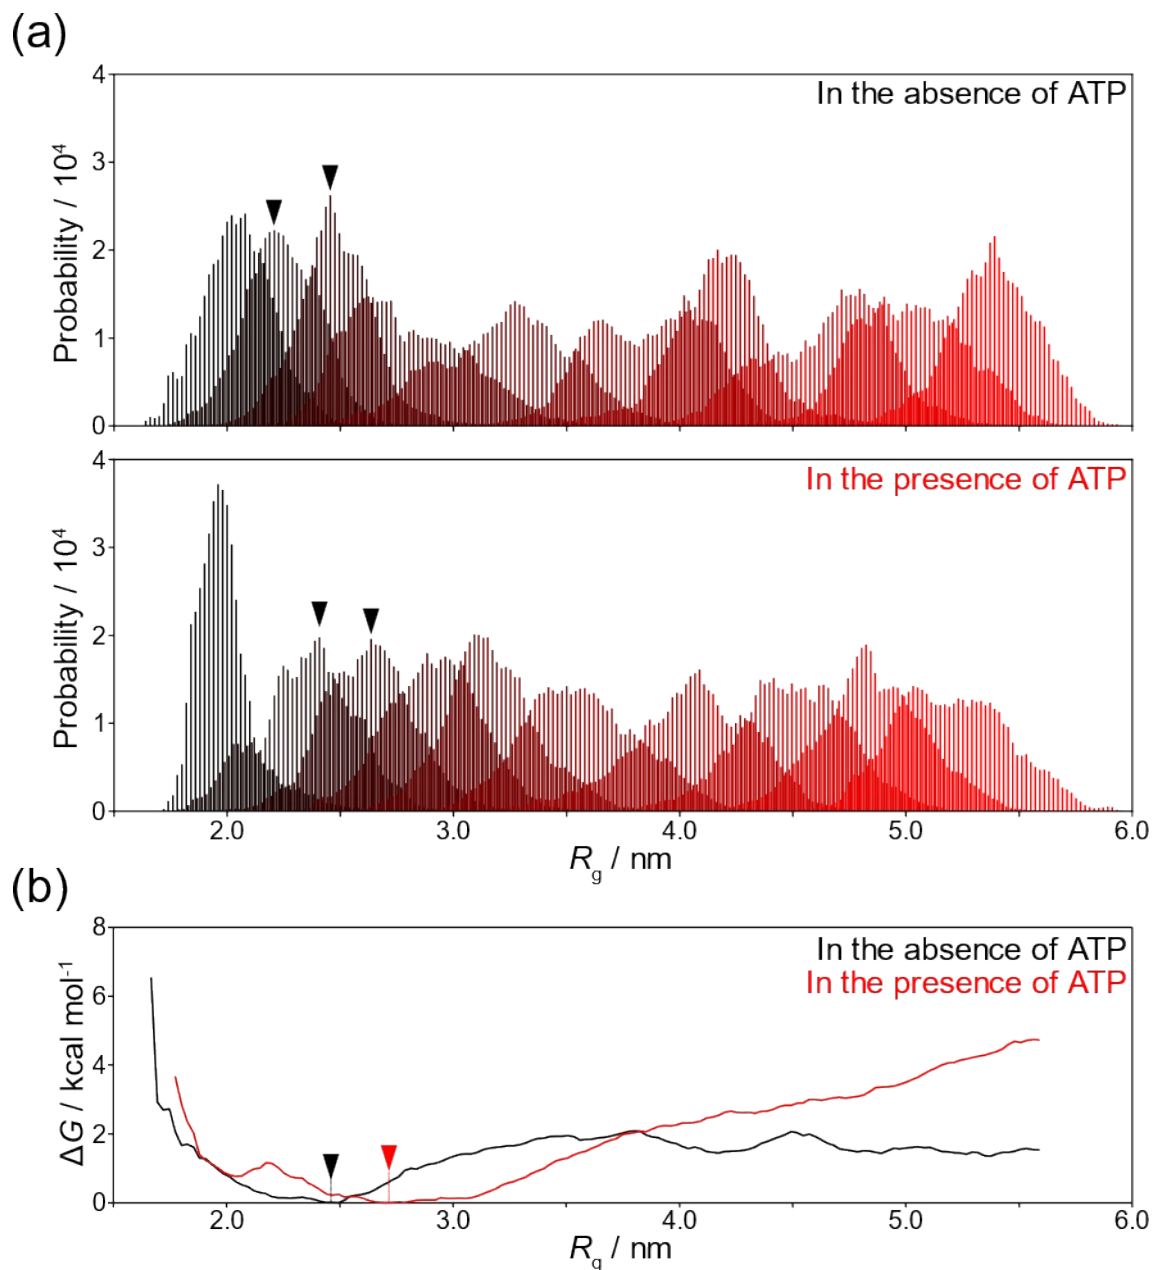 (a)
In the absence of ATP
Probability / 10⁴
4
3
2
1
0
In the presence of ATP
Probability / 10⁴
4
3
2
1
0
2.0 3.0 4.0 5.0 6.0
Rg / nm
(b)
In the absence of ATP
In the presence of ATP
ΔG / kcal mol⁻¹
8
6
4
2
0
2.0 3.0 4.0 5.0 6.0
Rg / nm